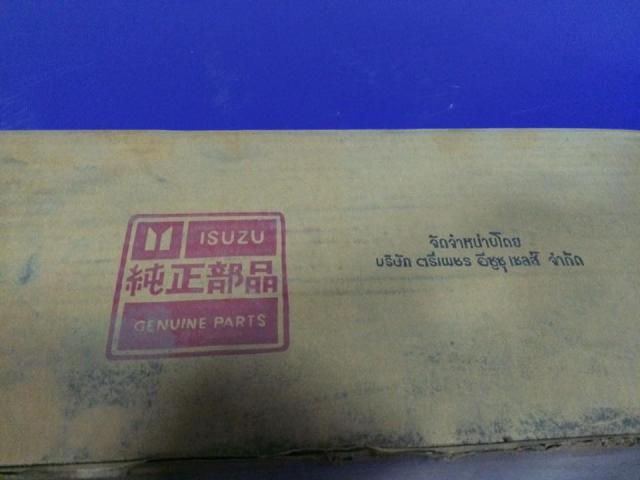 ISUZU
純正部品
GENUINE PARTS
จัดจำหน่ายโดย
บริษัท ตรีเพชร อีซูซุ เซลส์ จำกัด